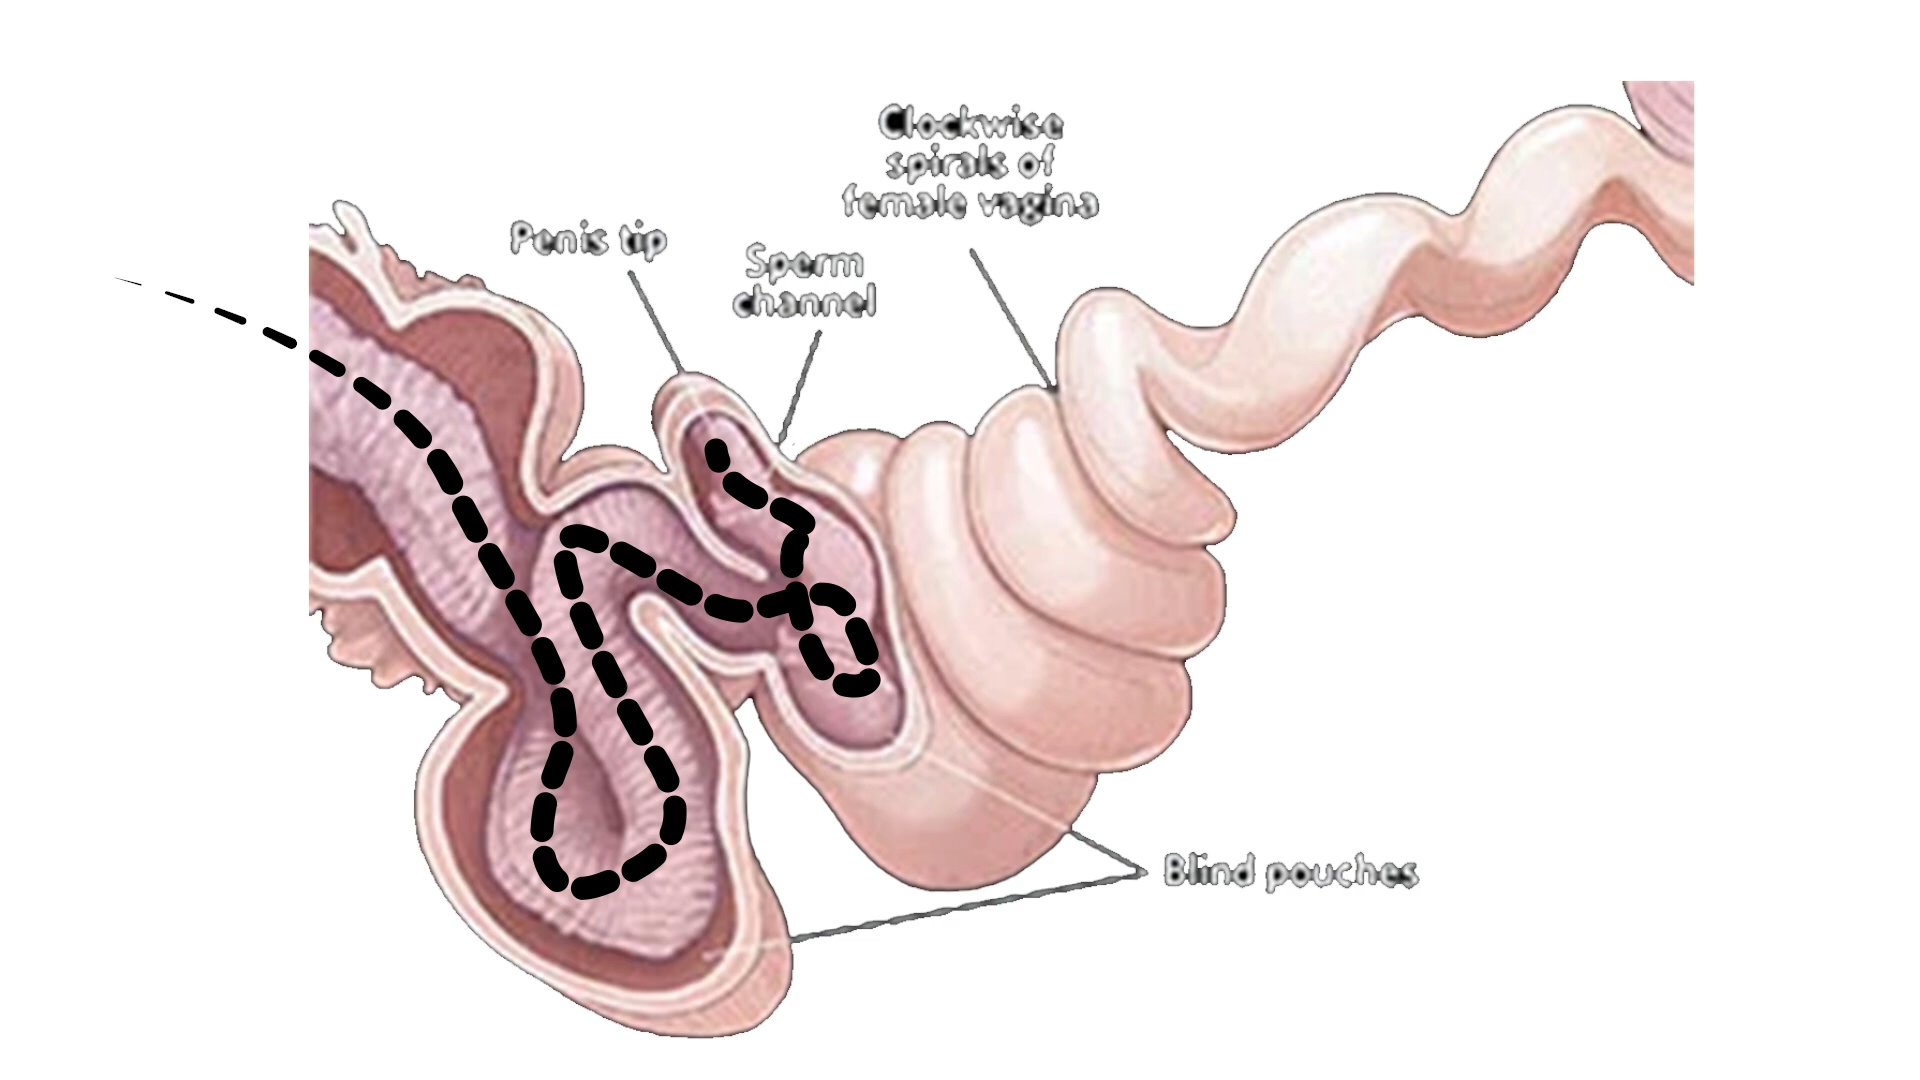 Clockwise
spirals of
female vagina
Penis tip
Sperm
channel
Blind pouches